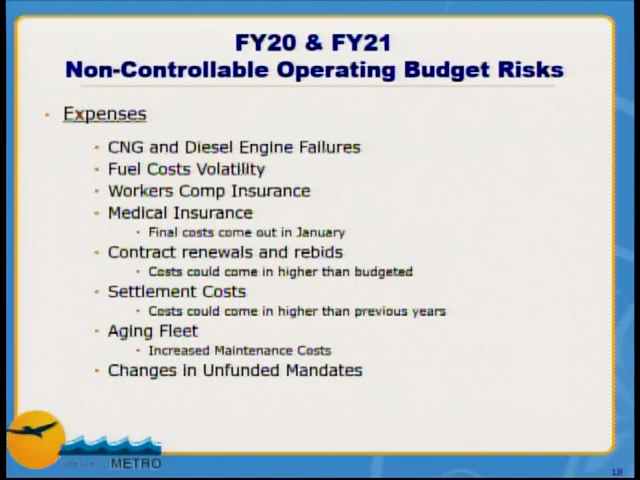 FY20 & FY21
Non-Controllable Operating Budget Risks
Expenses
CNG and Diesel Engine Failures
Fuel Costs Volatility
Workers Comp Insurance
Medical Insurance
Final costs come out in January
Contract renewals and rebids
Costs could come in higher than budgeted
Settlement Costs
Costs could come in higher than previous years
Aging Fleet
Increased Maintenance Costs
Changes in Unfunded Mandates
METRO
18